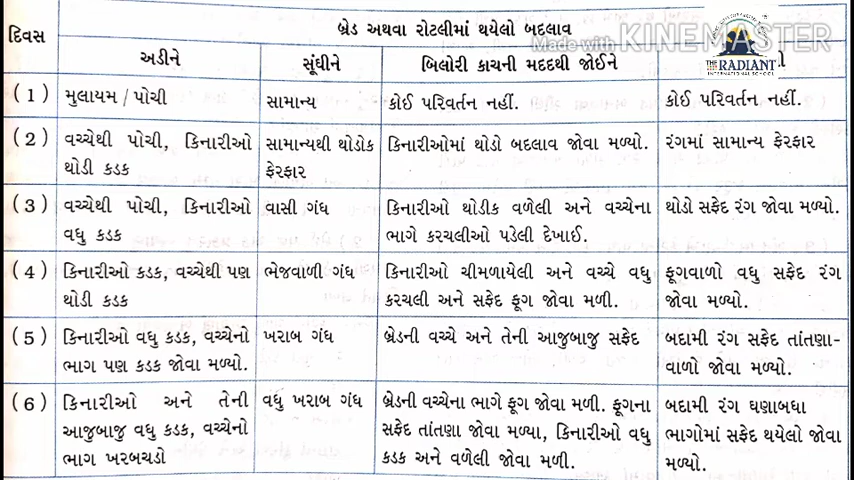 દિવસ
બ્રેડ અથવા રોટલીમાં થયેલો બદલાવ
Made with KINEMASTER
THE RADIANT
INTERNATIONAL SCHOOL
અડીને
સૂંઘીને
બિલોરી કાચની મદદથી જોઈને
(1)
મુલાયમ / પોચી
સામાન્ય
કોઈ પરિવર્તન નહીં.
કોઈ પરિવર્તન નહીં.
(2)
વચ્ચેથી પોચી, કિનારીઓ
થોડી કડક
સામાન્યથી થોડોક
ફેરફાર
કિનારીઓમાં થોડો બદલાવ જોવા મળ્યો.
રંગમાં સામાન્ય ફેરફાર
(3)
વચ્ચેથી પોચી, કિનારીઓ
વધુ કડક
વાસી ગંધ
કિનારીઓ થોડીક વળેલી અને વચ્ચેના
ભાગે કરચલીઓ પડેલી દેખાઈ.
થોડો સફેદ રંગ જોવા મળ્યો.
(4)
કિનારીઓ કડક, વચ્ચેથી પણ
થોડી કડક
ભેજવાળી ગંધ
કિનારીઓ ચીમળાયેલી અને વચ્ચે વધુ
કરચલી અને સફેદ ફૂગ જોવા મળી.
ફૂગવાળો વધુ સફેદ રંગ
જોવા મળ્યો.
(5)
કિનારીઓ વધુ કડક, વચ્ચેનો
ભાગ પણ કડક જોવા મળ્યો.
ખરાબ ગંધ
બ્રેડની વચ્ચે અને તેની આજુબાજુ સફેદ
બદામી રંગ સફેદ તાંતણા-
વાળો જોવા મળ્યો.
(6)
કિનારીઓ અને તેની
આજુબાજુ વધુ કડક, વચ્ચેનો
ભાગ ખરબચડો
વધુ ખરાબ ગંધ
બ્રેડની વચ્ચેના ભાગે ફૂગ જોવા મળી. ફૂગના
સફેદ તાંતણા જોવા મળ્યા, કિનારીઓ વધુ
કડક અને વળેલી જોવા મળી.
બદામી રંગ ઘણાબધા
ભાગોમાં સફેદ થયેલો જોવા
મળ્યો.